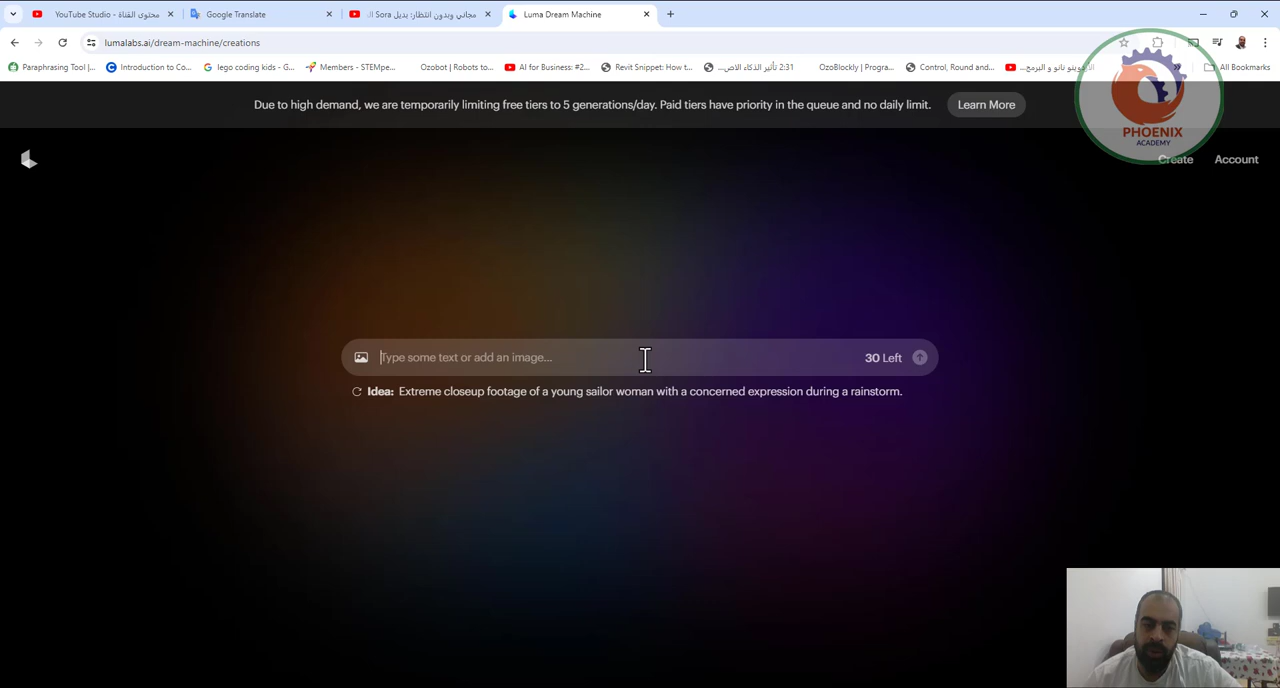 YouTube Studio - محتوى القناة
Google Translate
مجاني وبدون انتظار: بديل Sora ال
Luma Dream Machine
lumalabs.ai/dream-machine/creations
Paraphrasing Tool |...
Introduction to Co...
lego coding kids - G...
Members - STEMpe...
AI for Business: #2...
Revit Snippet: How t...
2:31 تأثير الذكاء الاص...
OzoBlockly | Progra...
Control, Round and...
الاردوينو نانو و البرمج...
All Bookmarks
Due to high demand, we are temporarily limiting free tiers to 5 generations/day. Paid tiers have priority in the queue and no daily limit.
Learn More
PHOENIX
ACADEMY
Create
Account
Type some text or add an image...
30 Left
Idea: Extreme closeup footage of a young sailor woman with a concerned expression during a rainstorm.